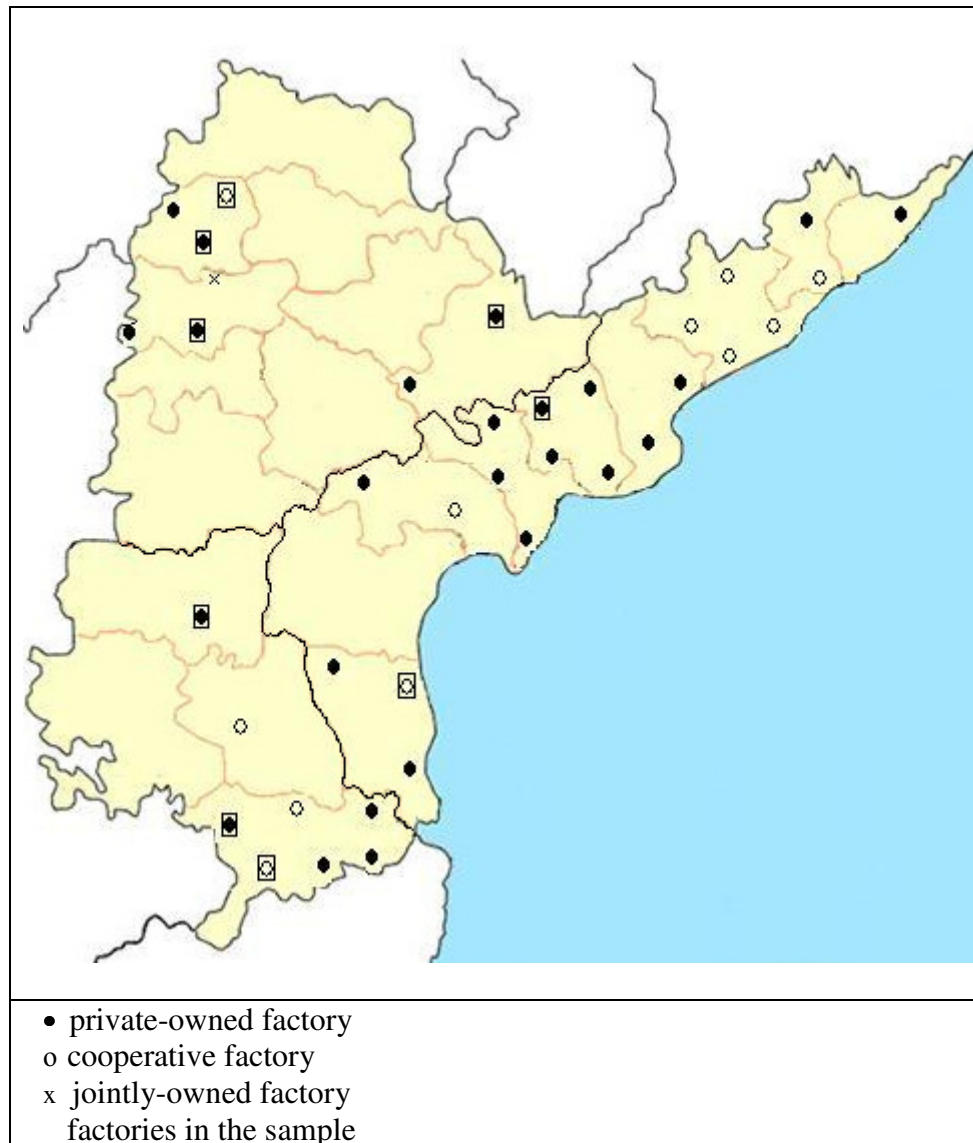 ● private-owned factory
o cooperative factory
x jointly-owned factory
factories in the sample